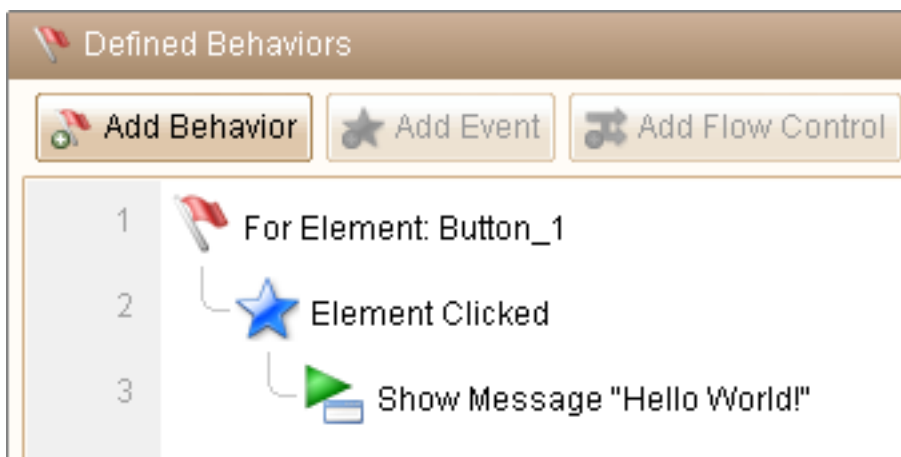 Defined Behaviors
Add Behavior Add Event Add Flow Control
1 For Element: Button_1
2 Element Clicked
3 Show Message "Hello World!"